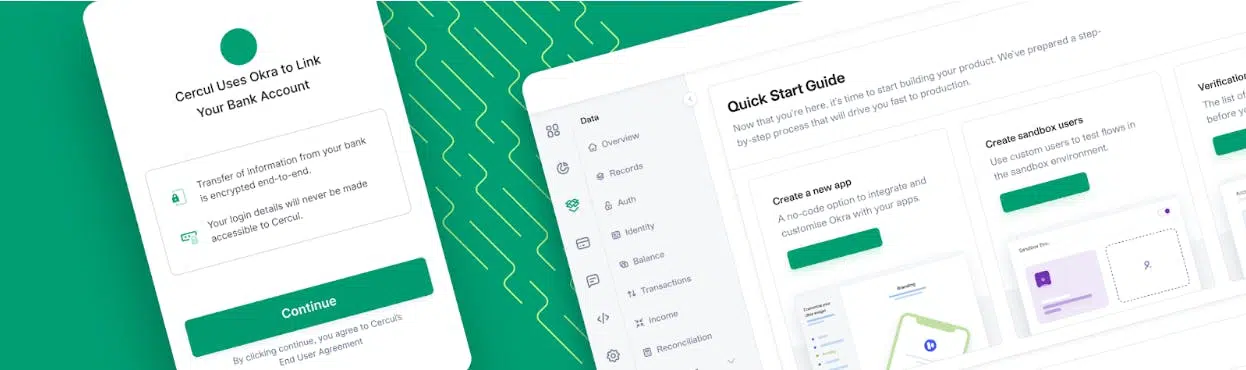 Cercul Uses Okra to Link
Your Bank Account
Transfer of information from your bank
is encrypted end-to-end.
Your login details will never be made
accessible to Cercul.
Continue
By clicking continue, you agree to Cercul's
End User Agreement
Data
Overview
Records
Auth
Identity
Balance
Transactions
Income
Reconciliation
Quick Start Guide
Now that you're here, it's time to start building your product. We've prepared a step-
by-step process that will drive you fast to production.
Create a new app
A no-code option to integrate and
customise Okra with your apps.
Branding
Create sandbox users
Use custom users to test flows in
the sandbox environment.
Verification
The list of
before yo